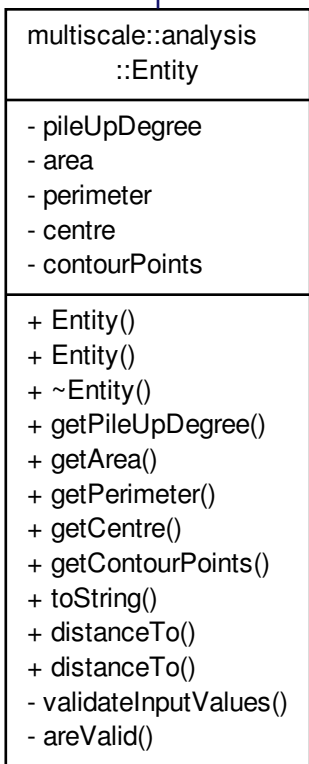 multiscale::analysis
::Entity
- pileUpDegree
- area
- perimeter
- centre
- contourPoints
+ Entity()
+ Entity()
+ ~Entity()
+ getPileUpDegree()
+ getArea()
+ getPerimeter()
+ getCentre()
+ getContourPoints()
+ toString()
+ distanceTo()
+ distanceTo()
- validateInputValues()
- areValid()